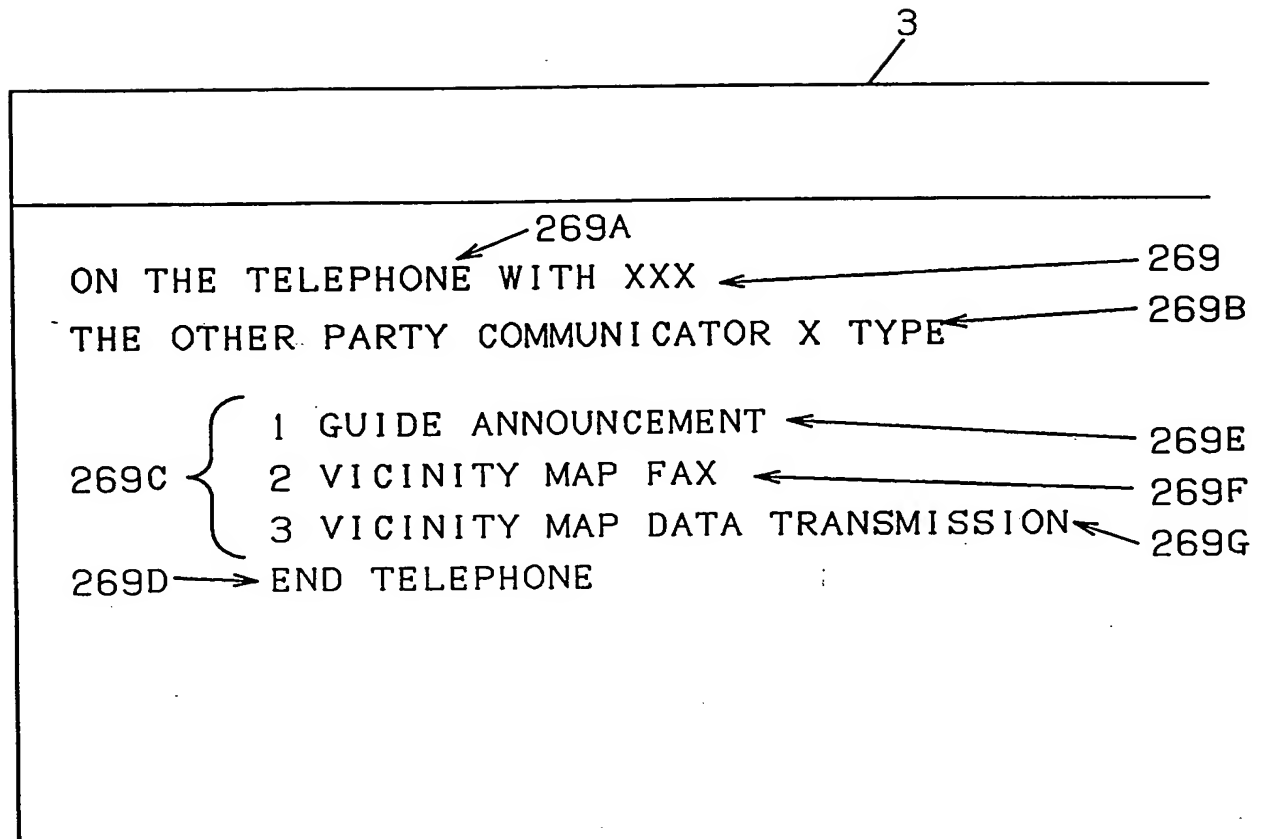 3
269A
ON THE TELEPHONE WITH XXX 269
THE OTHER PARTY COMMUNICATOR X TYPE 269B
1 GUIDE ANNOUNCEMENT 269E
269C 2 VICINITY MAP FAX 269F
3 VICINITY MAP DATA TRANSMISSION 269G
269D END TELEPHONE